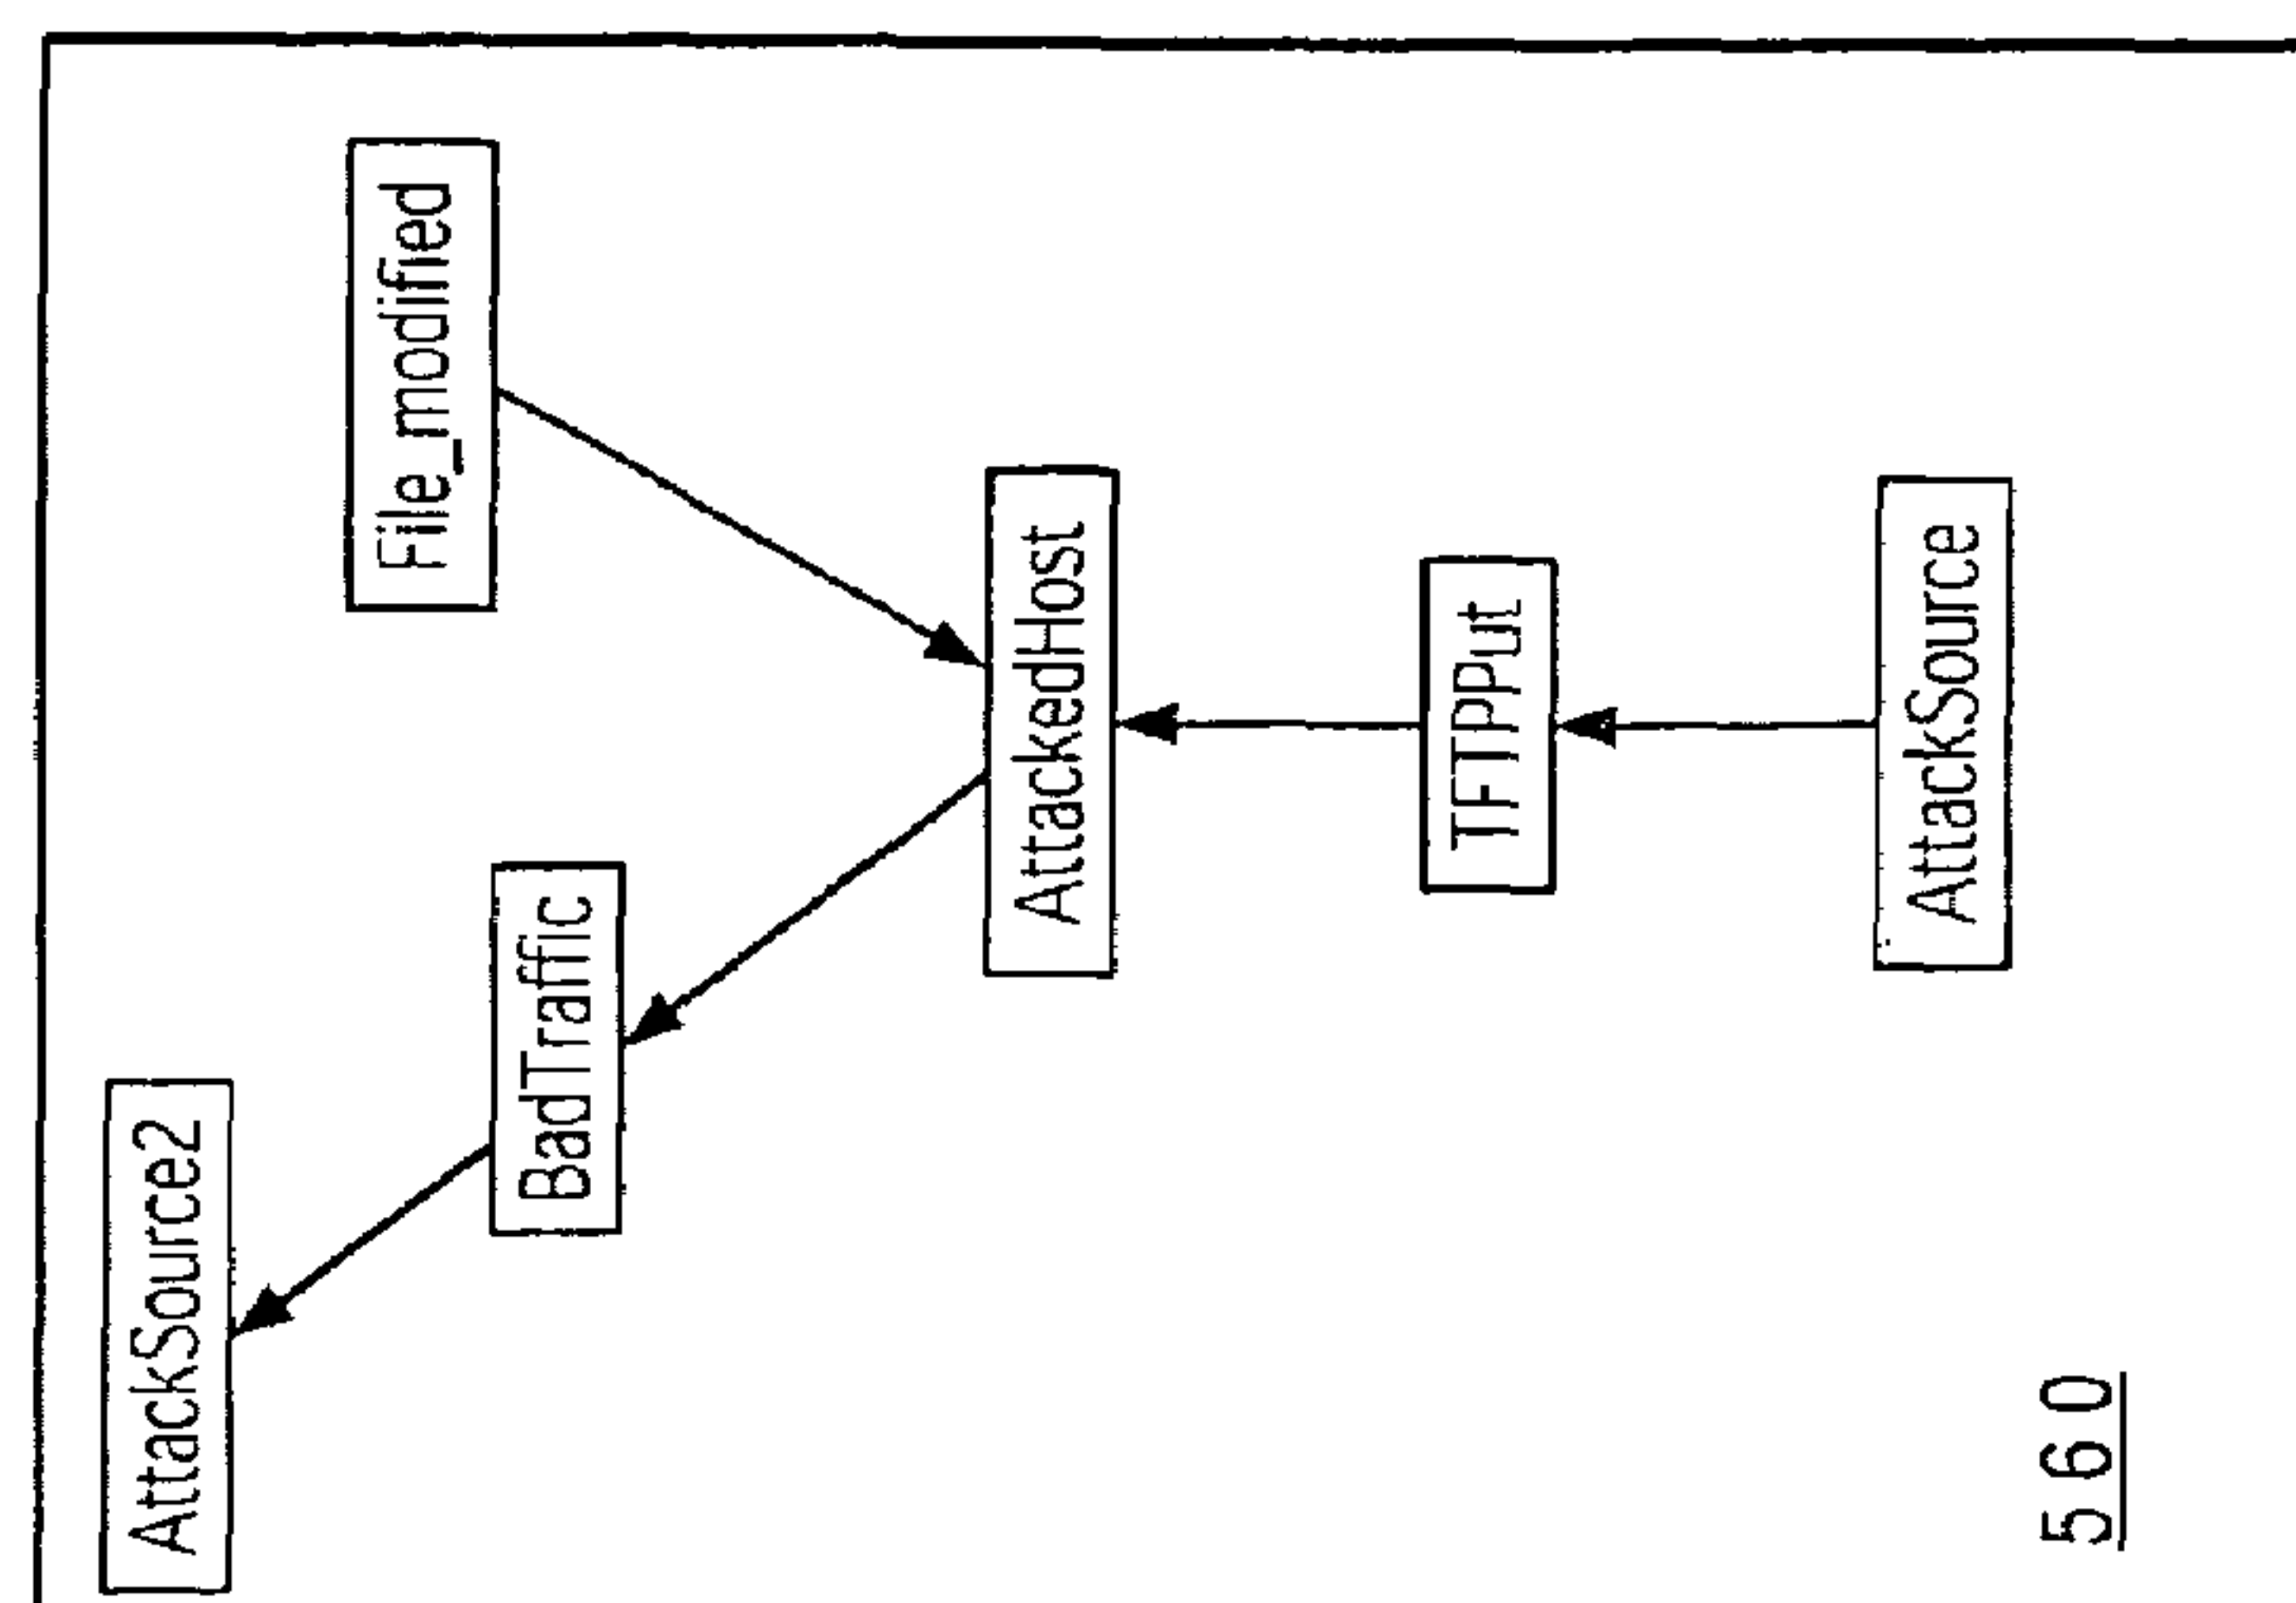 AttackSource2
File_modified
BadTraffic
AttackedHost
TFTPPut
AttackSource
560